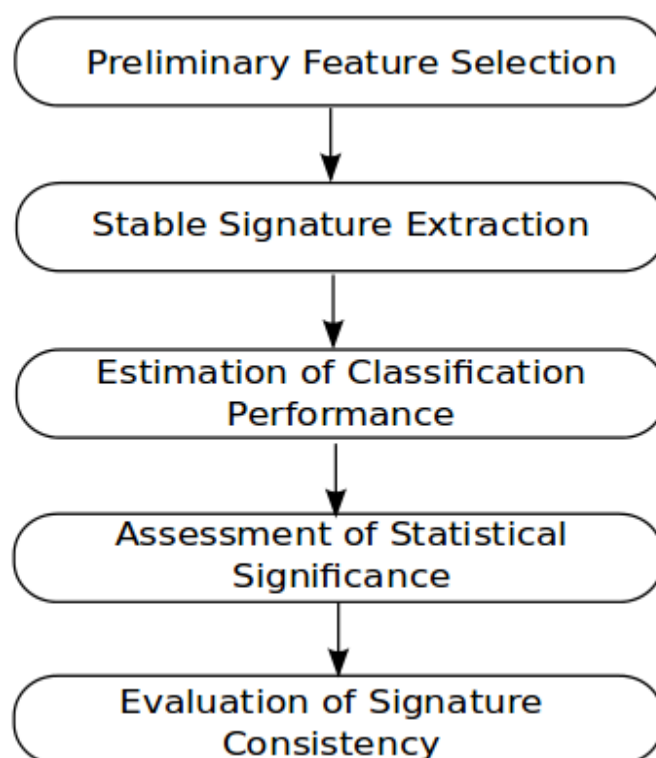 Preliminary Feature Selection
Stable Signature Extraction
Estimation of Classification
Performance
Assessment of Statistical
Significance
Evaluation of Signature
Consistency